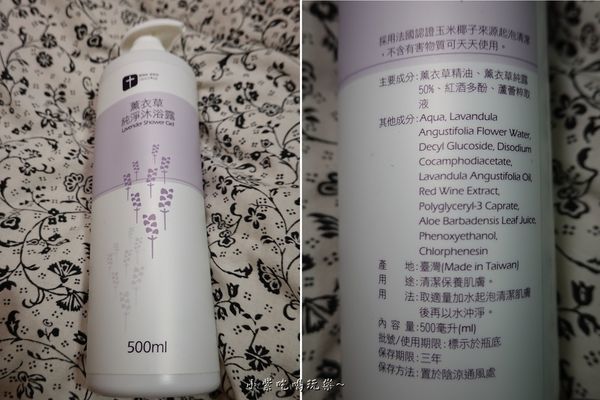 薰衣草
純淨沐浴露
Lavender Shower Gel
500ml
採用法國認證玉米椰子來源起泡清潔
,不含有害物質可天天使用。
主要成分:薰衣草精油、薰衣草純露
50%、紅酒多酚、蘆薈粹取
液
其他成分:Aqua, Lavandula
Angustifolia Flower Water,
Decyl Glucoside, Disodium
Cocamphodiacetate,
Lavandula Angustifolia Oil,
Red Wine Extract,
Polyglyceryl-3 Caprate,
Aloe Barbadensis Leaf Juice,
Phenoxyethanol,
Chlorphenesin
產 地:臺灣(Made in Taiwan)
用 途:清潔保養肌膚。
用 法:取適量加水起泡清潔肌膚
後再以水沖淨。
內 容 量:500毫升(ml)
批號/使用期限:標示於瓶底
保存期限:三年
保存方法:置於陰涼通風處
小紫吃喝玩樂~